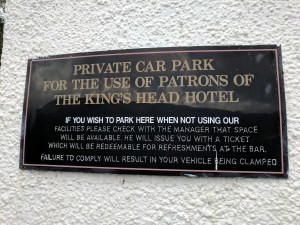 PRIVATE CAR PARK
FOR THE USE OF PATRONS OF
THE KING'S HEAD HOTEL
IF YOU WISH TO PARK HERE WHEN NOT USING OUR
FACILITIES PLEASE CHECK WITH THE MANAGER THAT SPACE
WILL BE AVAILABLE. HE WILL ISSUE YOU WITH A TICKET
WHICH WILL BE REDEEMABLE FOR REFRESHMENTS AT THE BAR.
FAILURE TO COMPLY WILL RESULT IN YOUR VEHICLE BEING CLAMPED